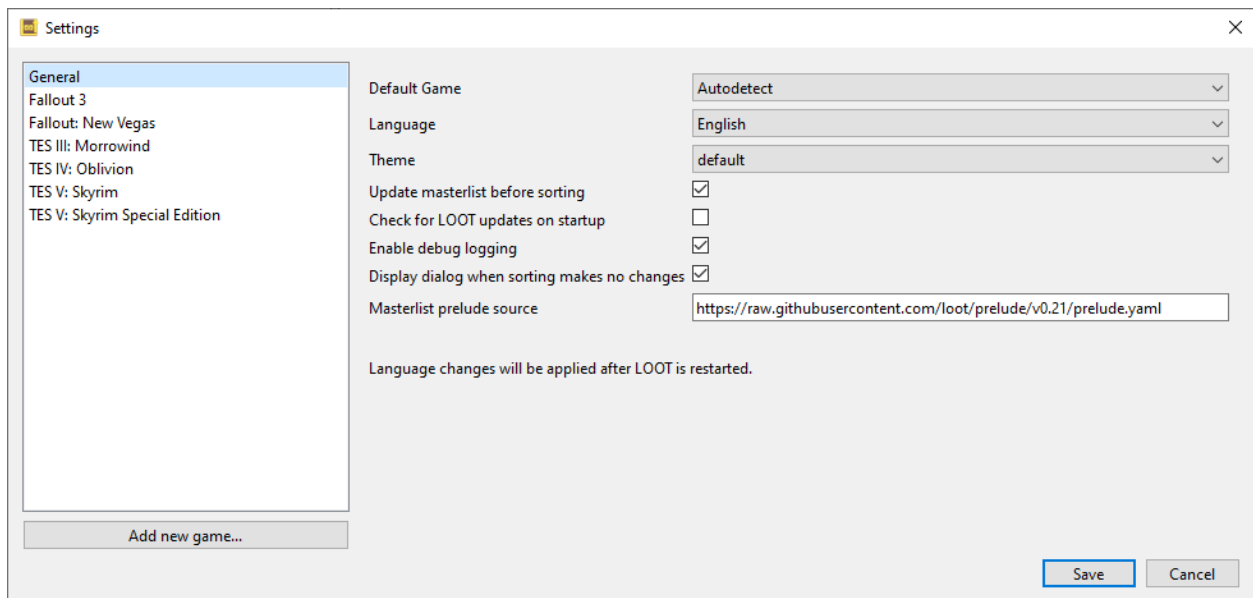 Settings
General
Fallout 3
Fallout: New Vegas
TES III: Morrowind
TES IV: Oblivion
TES V: Skyrim
TES V: Skyrim Special Edition
Add new game...
Default Game
Autodetect
Language
English
Theme
default
Update masterlist before sorting
Check for LOOT updates on startup
Enable debug logging
Display dialog when sorting makes no changes
Masterlist prelude source
https://raw.githubusercontent.com/loot/prelude/v0.21/prelude.yaml
Language changes will be applied after LOOT is restarted.
Save
Cancel